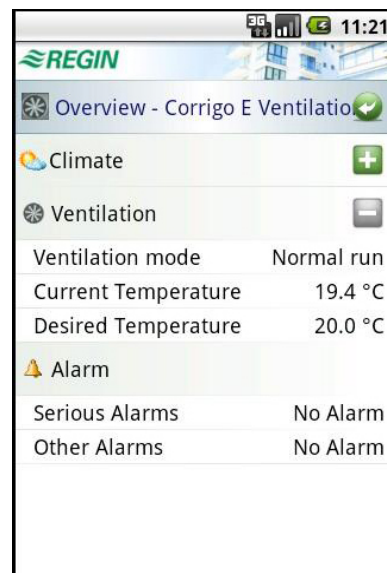 3G 11:21
REGIN
Overview - Corrigo E Ventilatio
Climate
Ventilation
Ventilation mode Normal run
Current Temperature 19.4 °C
Desired Temperature 20.0 °C
Alarm
Serious Alarms No Alarm
Other Alarms No Alarm